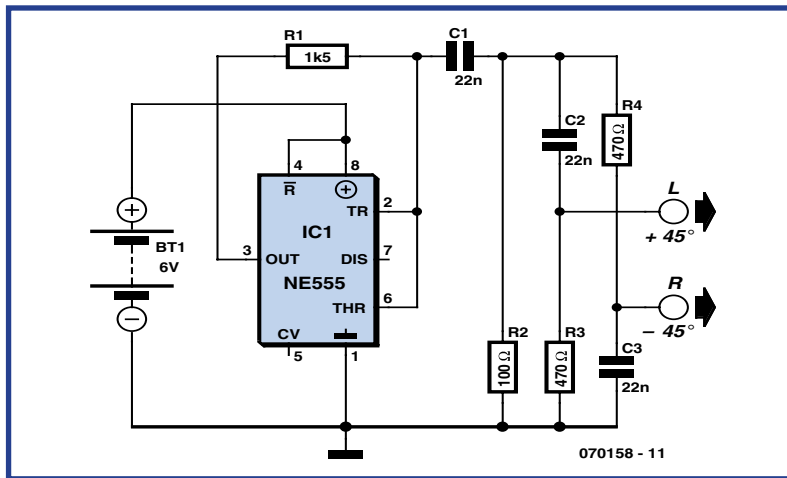 R1
1k5
C1
22n
C2
22n
R4
470Ω
4
8
R
TR
2
IC1
3
OUT
DIS
7
NE555
THR
6
CV
5
1
BT1
6V
L
+ 45°
R
– 45°
R2
100Ω
R3
470Ω
C3
22n
070158 - 11